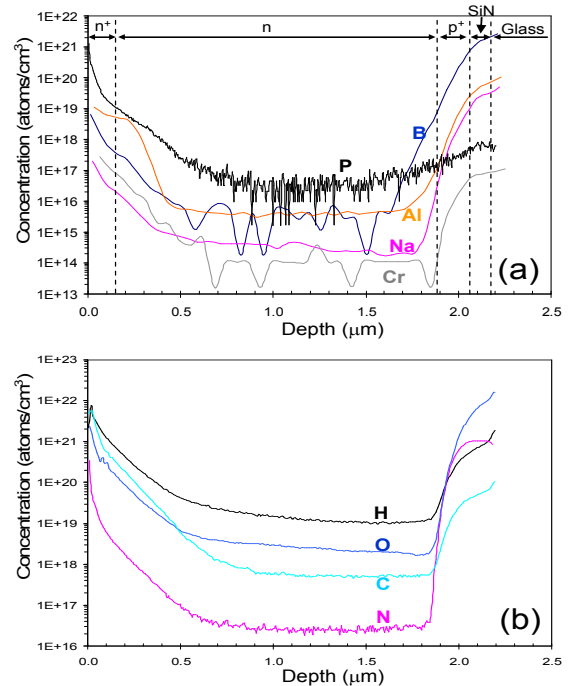 SiN
n⁺ n p⁺ Glass
1E+22
1E+21
1E+20
1E+19
1E+18
1E+17
1E+16
1E+15
1E+14
1E+13
Concentration (atoms/cm³)
B
P
Al
Na
Cr
(a)
0.0 0.5 1.0 1.5 2.0 2.5
Depth (μm)
1E+23
1E+22
1E+21
1E+20
1E+19
1E+18
1E+17
1E+16
Concentration (atoms/cm³)
H
O
C
N
(b)
0.0 0.5 1.0 1.5 2.0 2.5
Depth (μm)